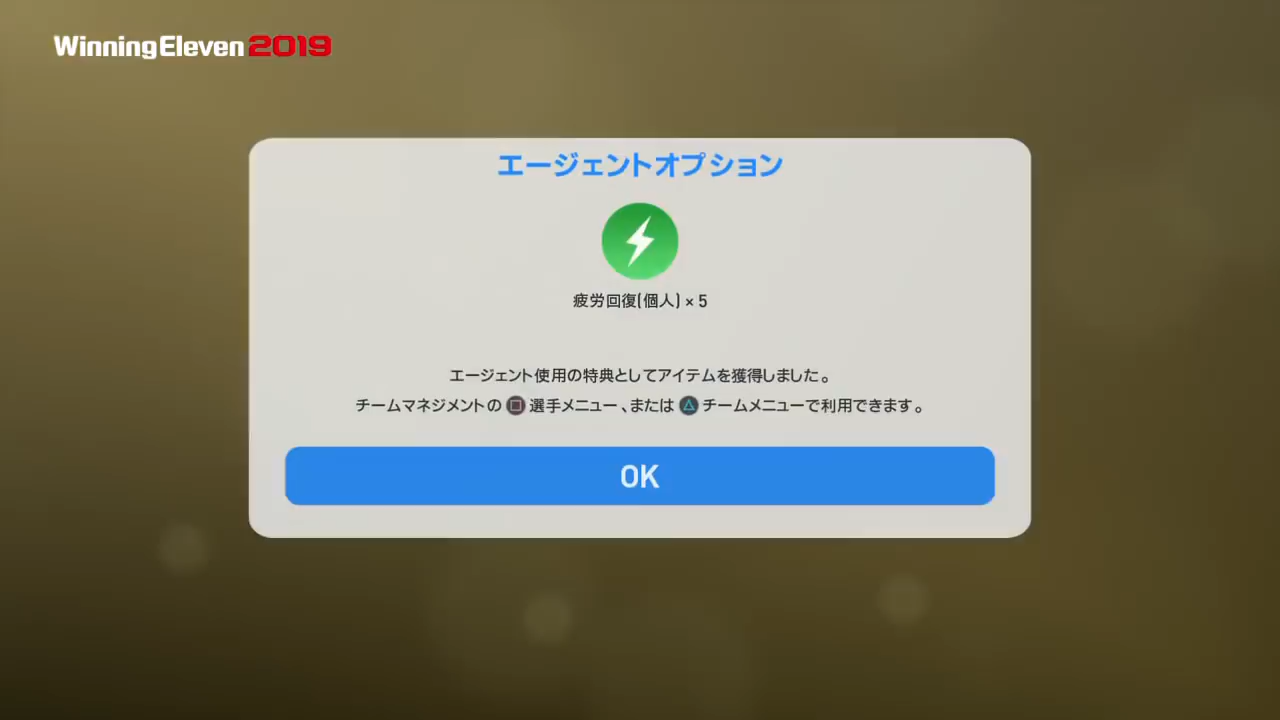 WinningEleven 2019
エージェントオプション
疲労回復(個人) × 5
エージェント使用の特典としてアイテムを獲得しました。
チームマネジメントの 選手メニュー、または チームメニューで利用できます。
OK